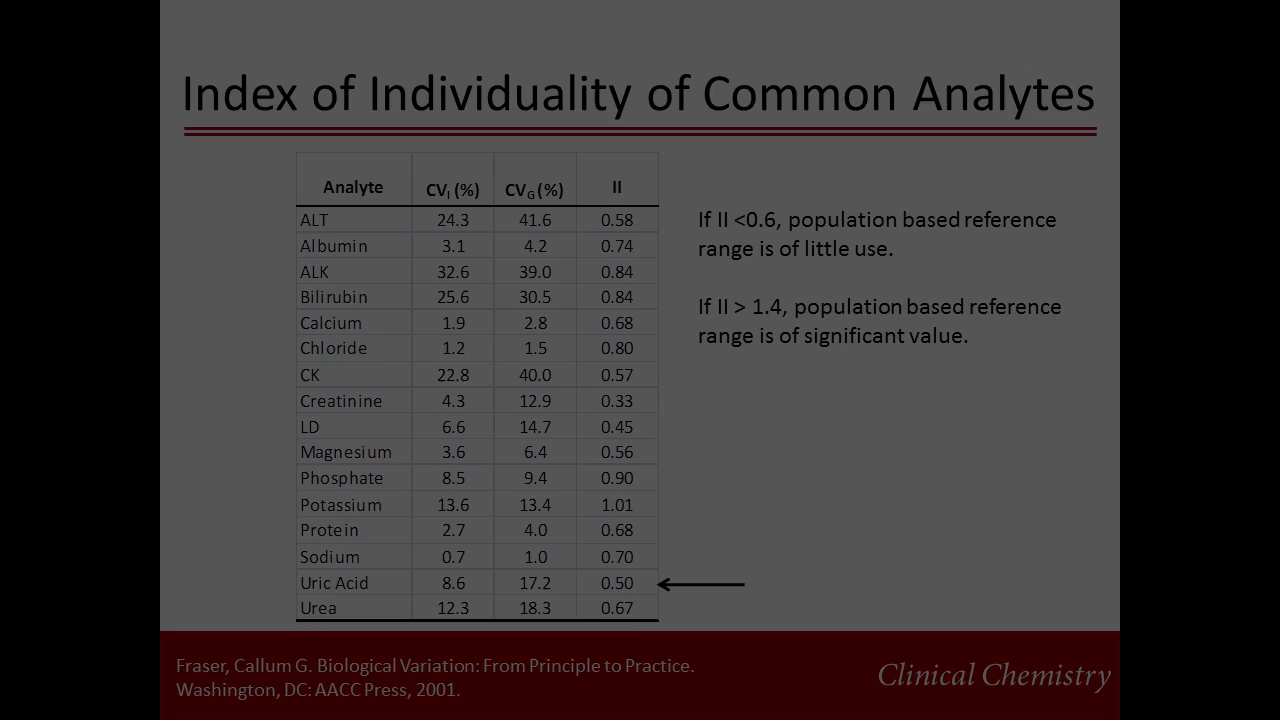 Index of Individuality of Common Analytes
Analyte CVI (%) CVG (%) II
ALT 24.3 41.6 0.58
Albumin 3.1 4.2 0.74
ALK 32.6 39.0 0.84
Bilirubin 25.6 30.5 0.84
Calcium 1.9 2.8 0.68
Chloride 1.2 1.5 0.80
CK 22.8 40.0 0.57
Creatinine 4.3 12.9 0.33
LD 6.6 14.7 0.45
Magnesium 3.6 6.4 0.56
Phosphate 8.5 9.4 0.90
Potassium 13.6 13.4 1.01
Protein 2.7 4.0 0.68
Sodium 0.7 1.0 0.70
Uric Acid 8.6 17.2 0.50
Urea 12.3 18.3 0.67
If II <0.6, population based reference
range is of little use.
If II > 1.4, population based reference
range is of significant value.
Fraser, Callum G. Biological Variation: From Principle to Practice.
Washington, DC: AACC Press, 2001.
Clinical Chemistry